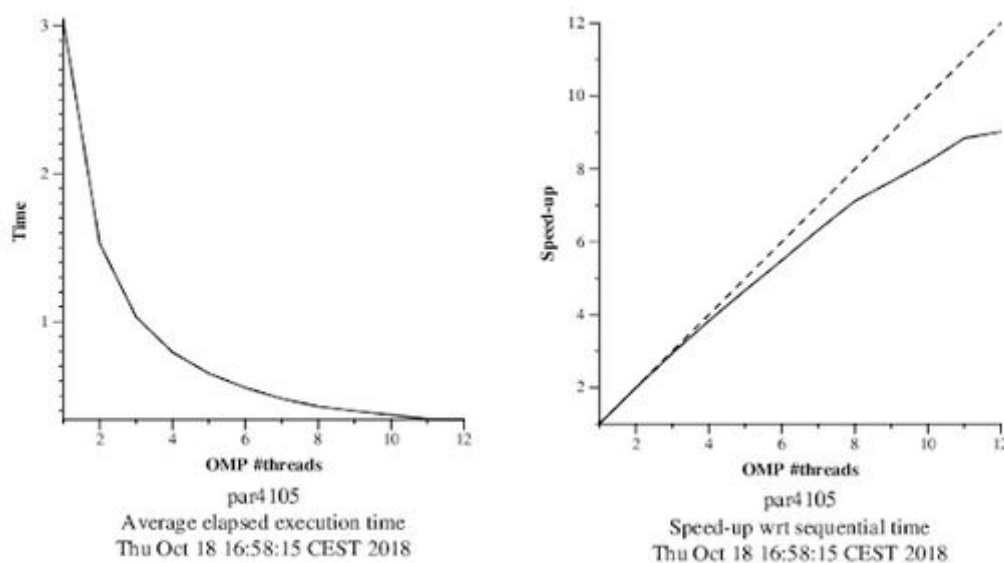 3
2
1
Time
2
4
6
8
10
12
OMP #threads
par4105
Average elapsed execution time
Thu Oct 18 16:58:15 CEST 2018
12
10
8
6
4
2
Speed-up
2
4
6
8
10
12
OMP #threads
par4105
Speed-up wrt sequential time
Thu Oct 18 16:58:15 CEST 2018